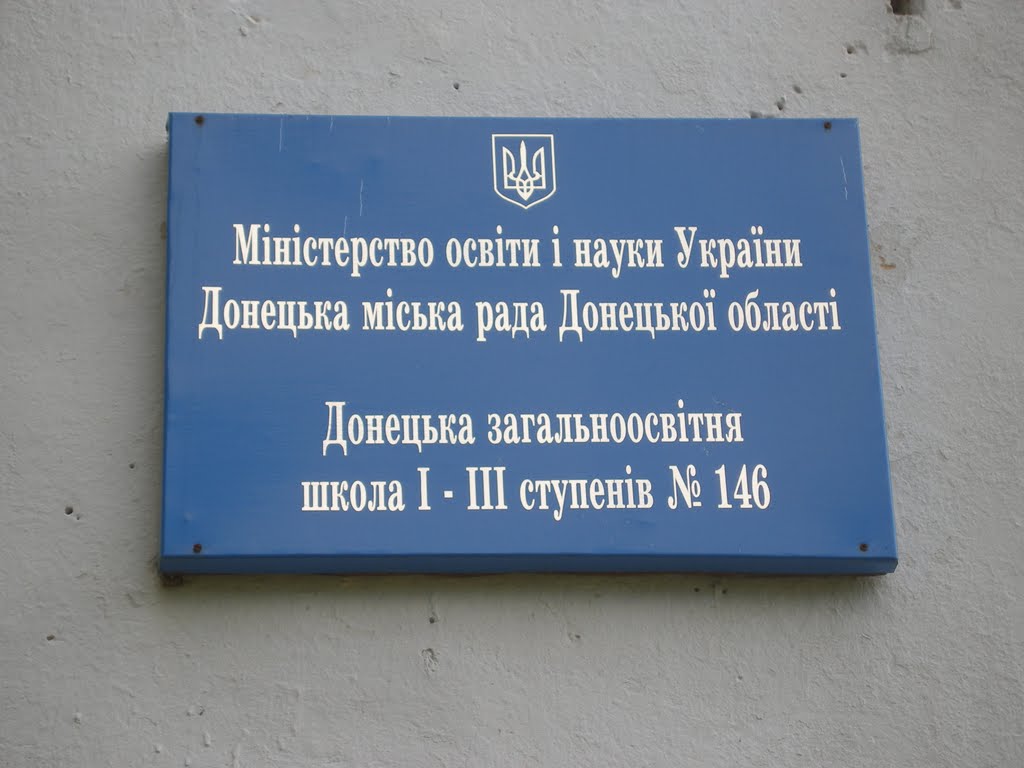 Міністерство освіти і науки України
Донецька міська рада Донецької області
Донецька загальноосвітня
школа І - ІІІ ступенів № 146